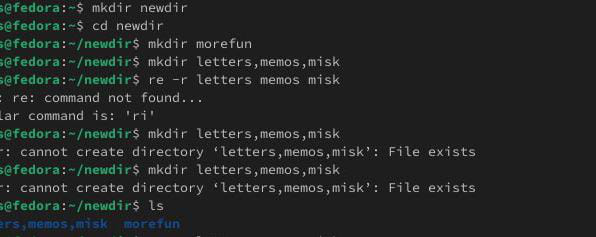 s@fedora:~$ mkdir newdir
s@fedora:~$ cd newdir
s@fedora:~/newdir$ mkdir morefun
s@fedora:~/newdir$ mkdir letters,memos,misk
s@fedora:~/newdir$ re -r letters memos misk
: re: command not found...
lar command is: 'ri'
s@fedora:~/newdir$ mkdir letters,memos,misk
r: cannot create directory ‘letters,memos,misk’: File exists
s@fedora:~/newdir$ mkdir letters,memos,misk
r: cannot create directory ‘letters,memos,misk’: File exists
s@fedora:~/newdir$ ls
ers,memos,misk  morefun